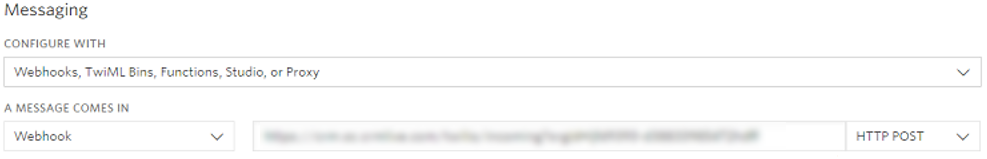 Messaging
CONFIGURE WITH
Webhooks, TwiML Bins, Functions, Studio, or Proxy
A MESSAGE COMES IN
Webhook HTTP POST